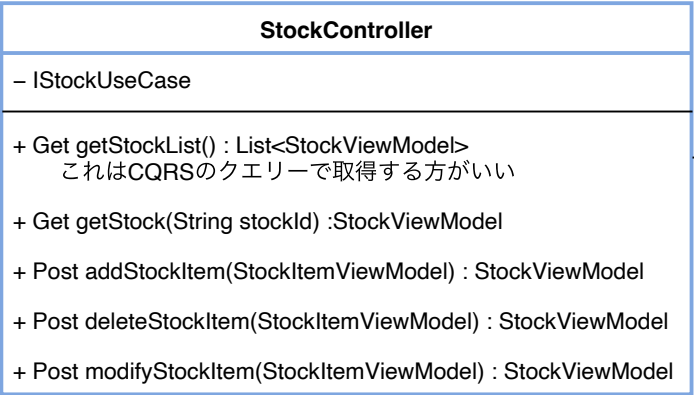 StockController
− IStockUseCase
+ Get getStockList() : List<StockViewModel>
これはCQRSのクエリーで取得する方がいい
+ Get getStock(String stockId) :StockViewModel
+ Post addStockItem(StockItemViewModel) : StockViewModel
+ Post deleteStockItem(StockItemViewModel) : StockViewModel
+ Post modifyStockItem(StockItemViewModel) : StockViewModel